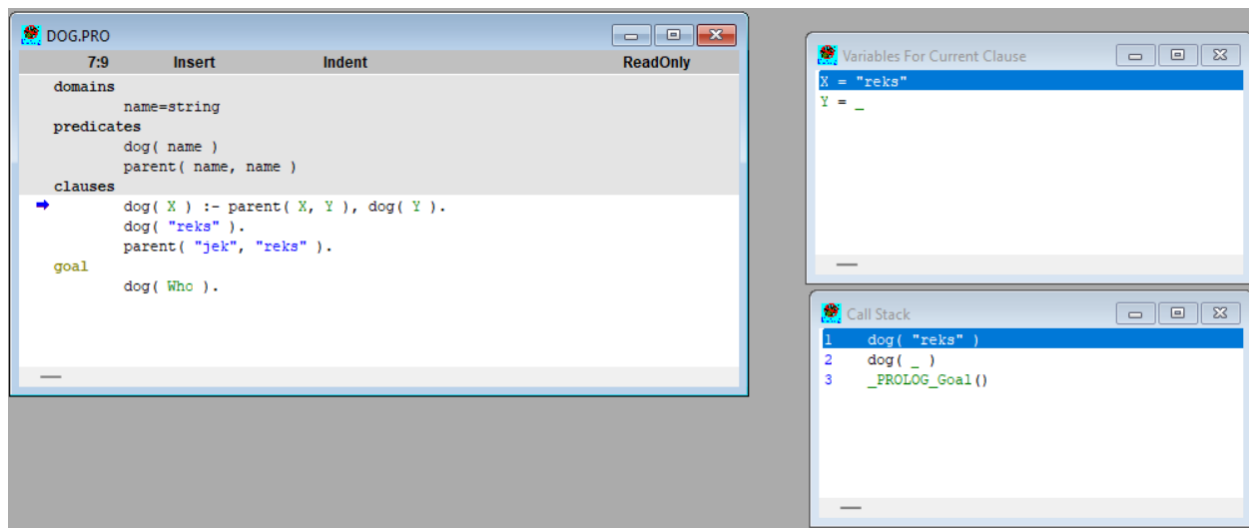 DOG.PRO
7:9 Insert Indent ReadOnly
domains
name=string
predicates
dog( name )
parent( name, name )
clauses
dog( X ) :- parent( X, Y ), dog( Y ).
dog( "reks" ).
parent( "jek", "reks" ).
goal
dog( Who ).
Variables For Current Clause
X = "reks"
Y = _
Call Stack
1 dog( "reks" )
2 dog( _ )
3 _PROLOG_Goal()